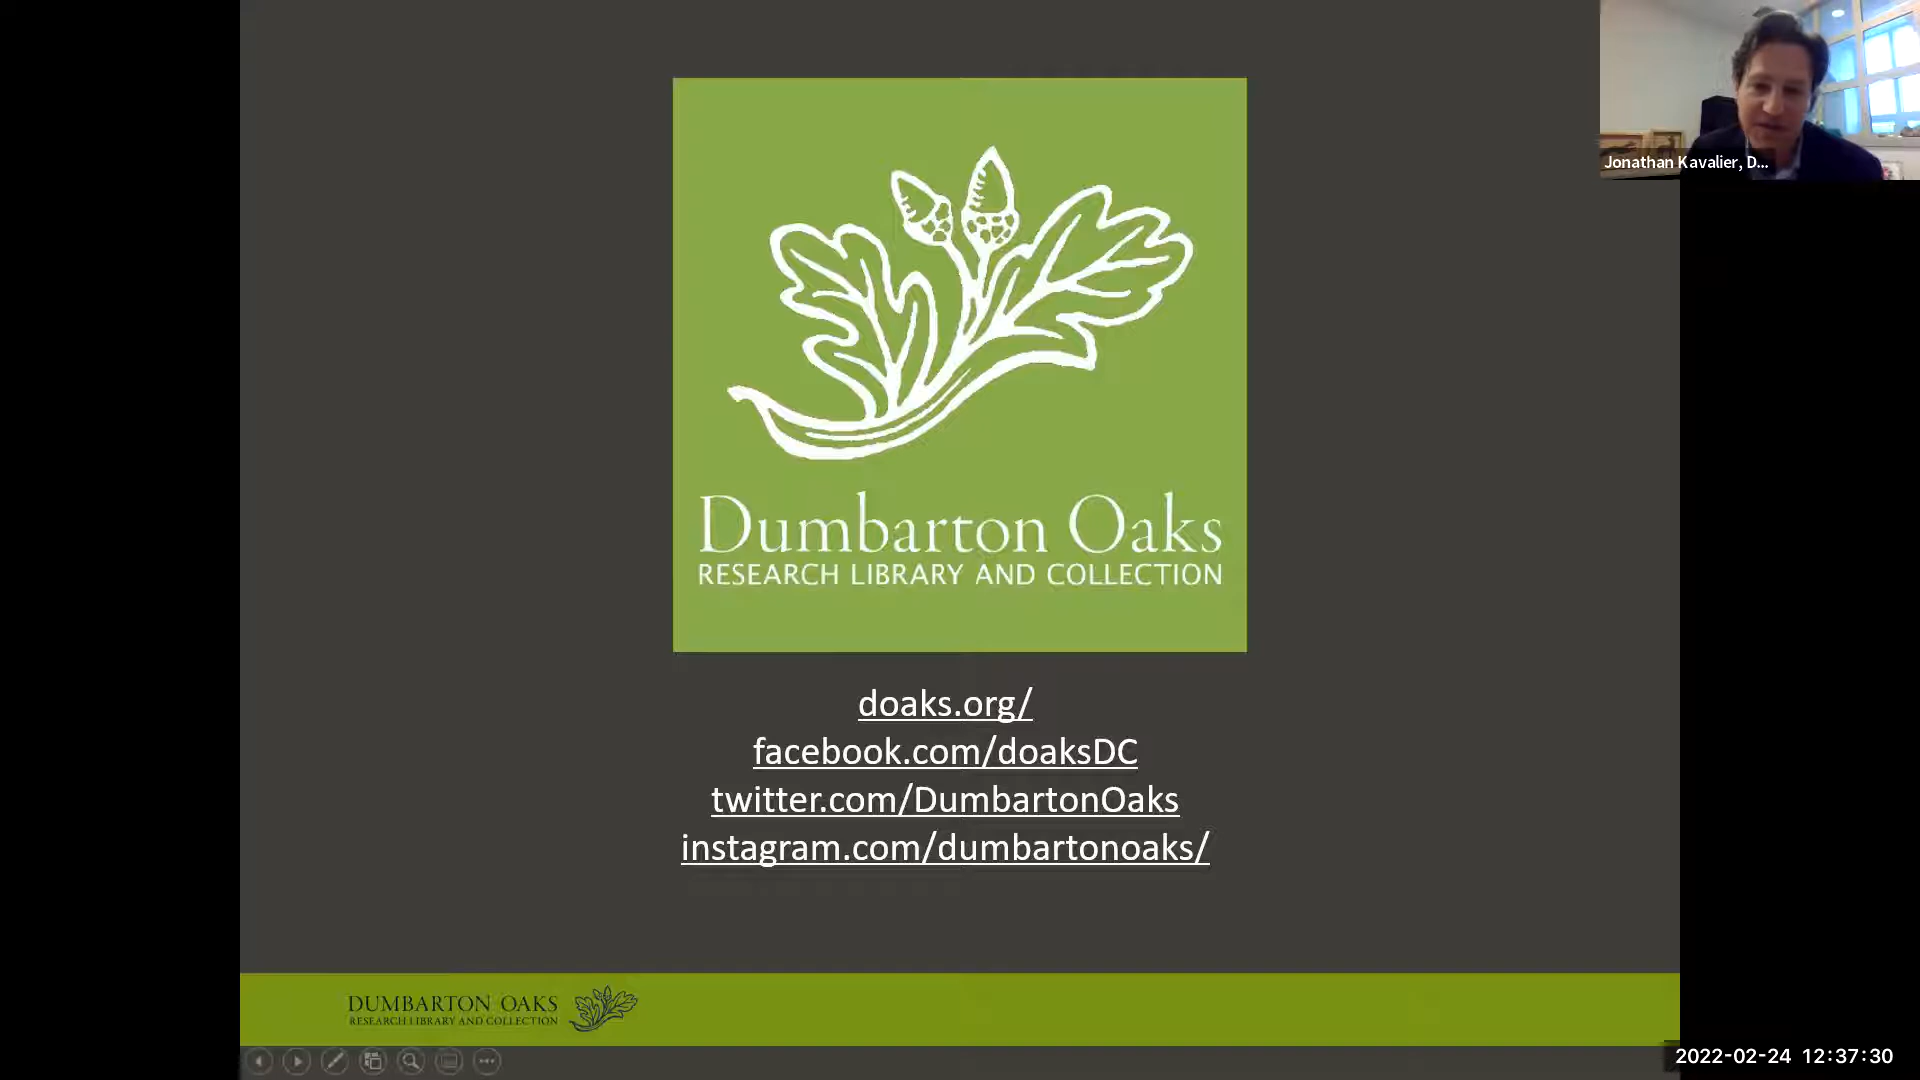 Jonathan Kavalier, D...
Dumbarton Oaks
RESEARCH LIBRARY AND COLLECTION
doaks.org/
facebook.com/doaksDC
twitter.com/DumbartonOaks
instagram.com/dumbartonoaks/
DUMBARTON OAKS
RESEARCH LIBRARY AND COLLECTION
2022-02-24 12:37:30